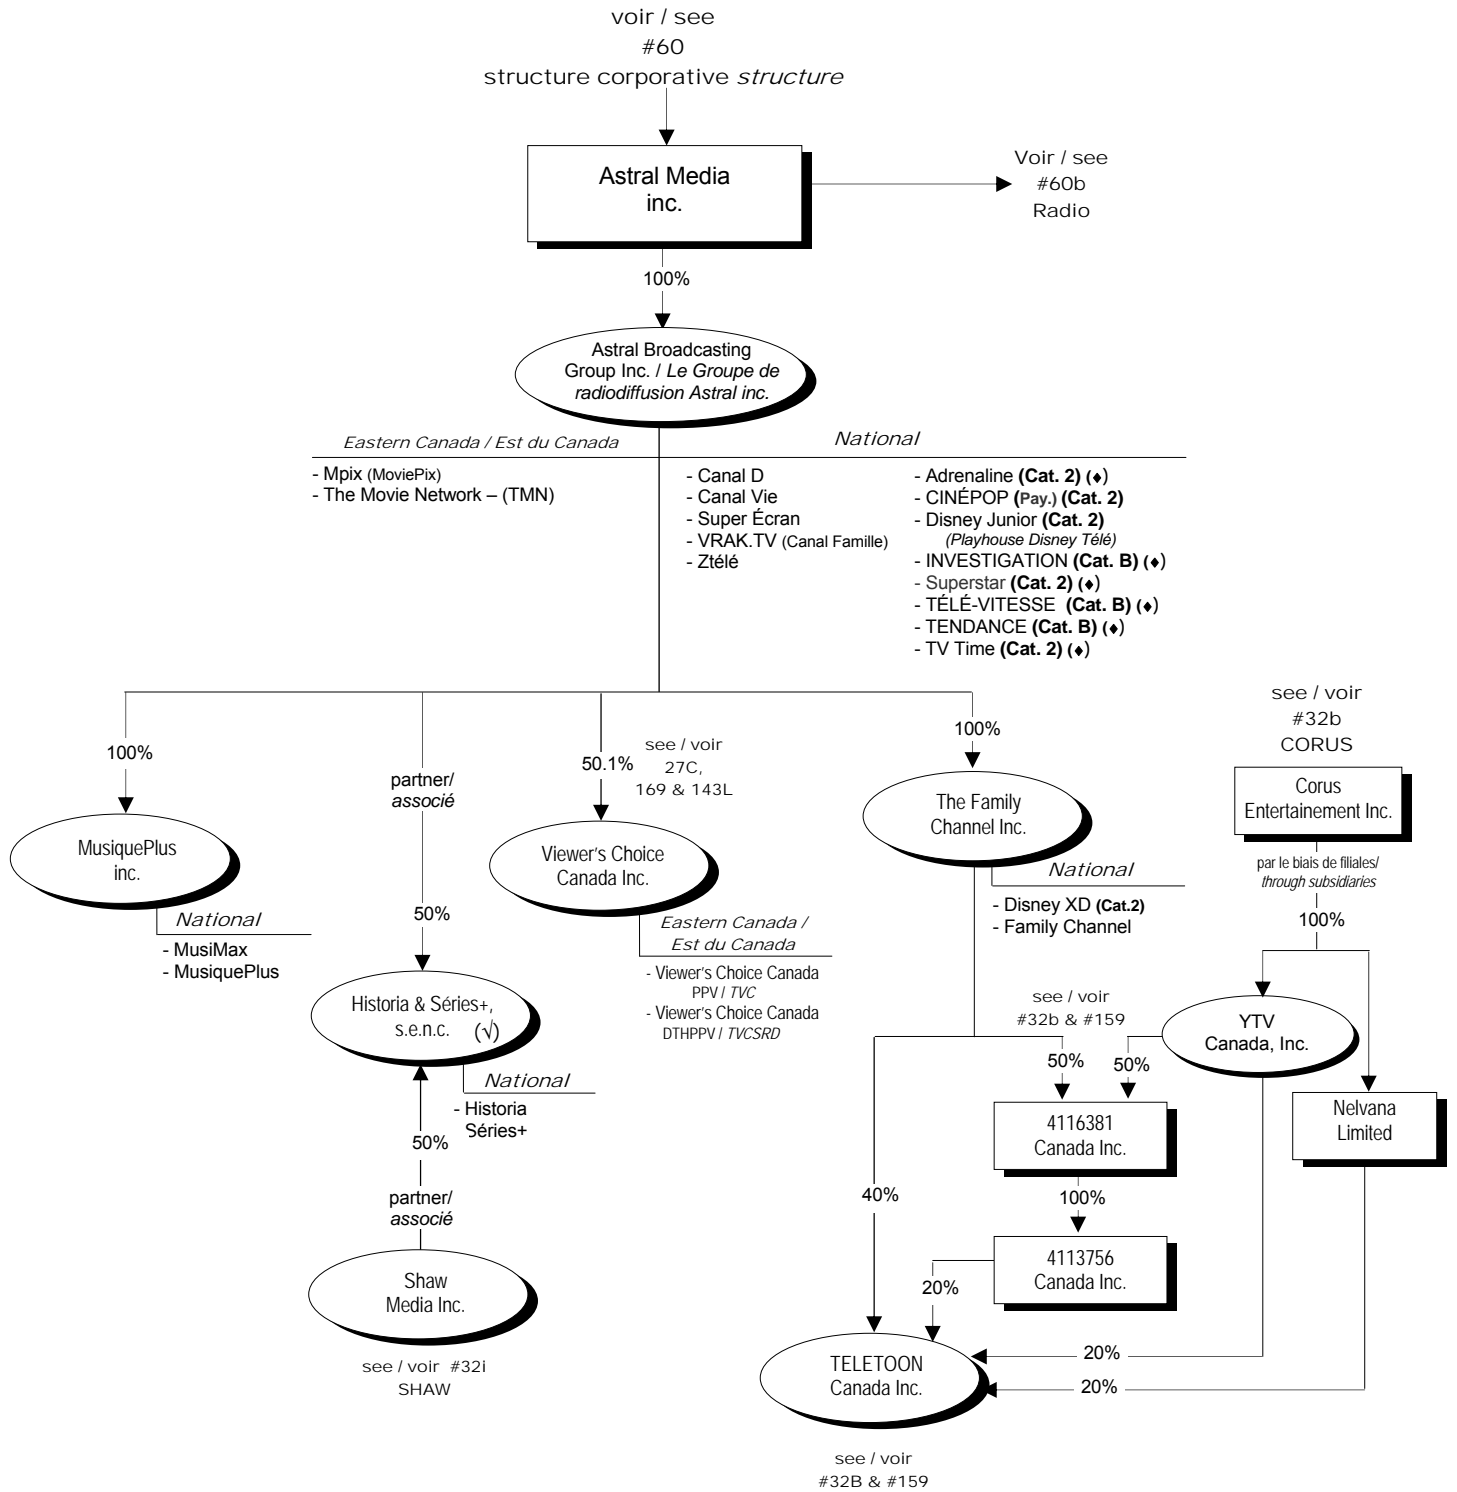 voir / see
#60
structure corporative structure
Astral Media
inc.
Voir / see
#60b
Radio
100%
Astral Broadcasting
Group Inc. / Le Groupe de
radiodiffusion Astral inc.
Eastern Canada / Est du Canada
- Mpix (MoviePix)
- The Movie Network – (TMN)
National
- Canal D
- Canal Vie
- Super Écran
- VRAK.TV (Canal Famille)
- Ztélé
- Adrenaline (Cat. 2) (♦)
- CINÉPOP (Pay.) (Cat. 2)
- Disney Junior (Cat. 2)
(Playhouse Disney Télé)
- INVESTIGATION (Cat. B) (♦)
- Superstar (Cat. 2) (♦)
- TÉLÉ-VITESSE (Cat. B) (♦)
- TENDANCE (Cat. B) (♦)
- TV Time (Cat. 2) (♦)
100%
MusiquePlus
inc.
National
- MusiMax
- MusiquePlus
partner/
associé
50%
Historia & Séries+,
s.e.n.c. (√)
National
- Historia
Séries+
50%
partner/
associé
Shaw
Media Inc.
see / voir #32i
SHAW
50.1%
see / voir
27C,
169 & 143L
Viewer's Choice
Canada Inc.
Eastern Canada /
Est du Canada
- Viewer's Choice Canada
PPV / TVC
- Viewer's Choice Canada
DTHPPV / TVCSRD
100%
The Family
Channel Inc.
National
- Disney XD (Cat.2)
- Family Channel
see / voir
#32b
CORUS
Corus
Entertainement Inc.
par le biais de filiales/
through subsidiaries
100%
see / voir
#32b & #159
YTV
Canada, Inc.
50%
50%
4116381
Canada Inc.
Nelvana
Limited
40%
100%
4113756
Canada Inc.
20%
TELETOON
Canada Inc.
20%
20%
see / voir
#32B & #159